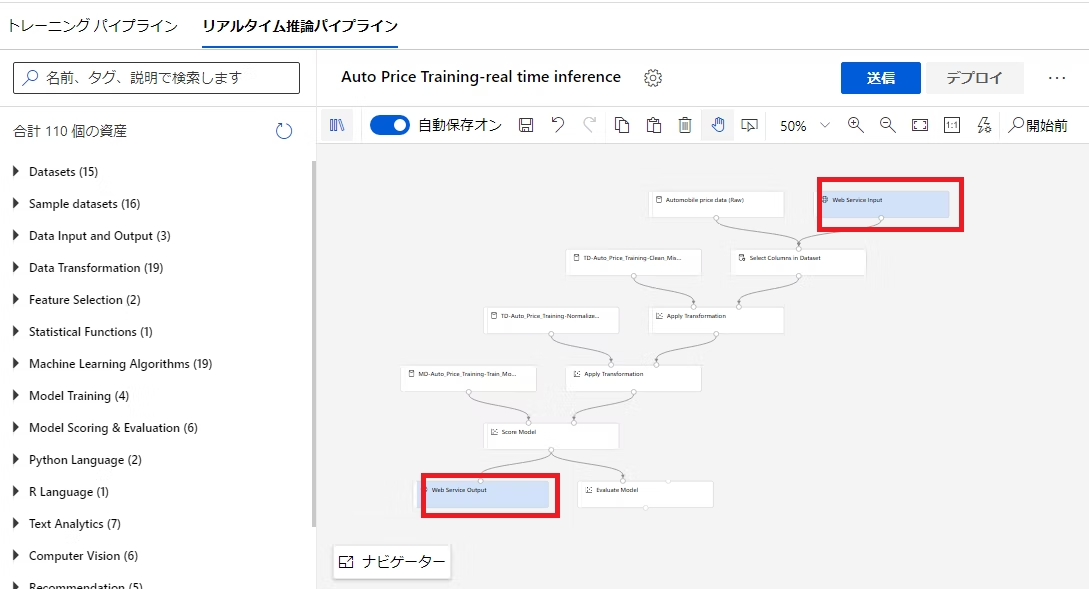 トレーニング パイプライン
リアルタイム推論パイプライン
名前、タグ、説明で検索します
合計 110 個の資産
Datasets (15)
Sample datasets (16)
Data Input and Output (3)
Data Transformation (19)
Feature Selection (2)
Statistical Functions (1)
Machine Learning Algorithms (19)
Model Training (4)
Model Scoring & Evaluation (6)
Python Language (2)
R Language (1)
Text Analytics (7)
Computer Vision (6)
Recommendation (5)
Auto Price Training-real time inference
送信
デプロイ
自動保存オン
50%
1:1
開始前
Automobile price data (Raw)
Web Service Input
TD-Auto_Price_Training-Clean_Mis...
Select Columns in Dataset
TD-Auto_Price_Training-Normalize...
Apply Transformation
MD-Auto_Price_Training-Train_Mo...
Apply Transformation
Score Model
Web Service Output
Evaluate Model
ナビゲーター